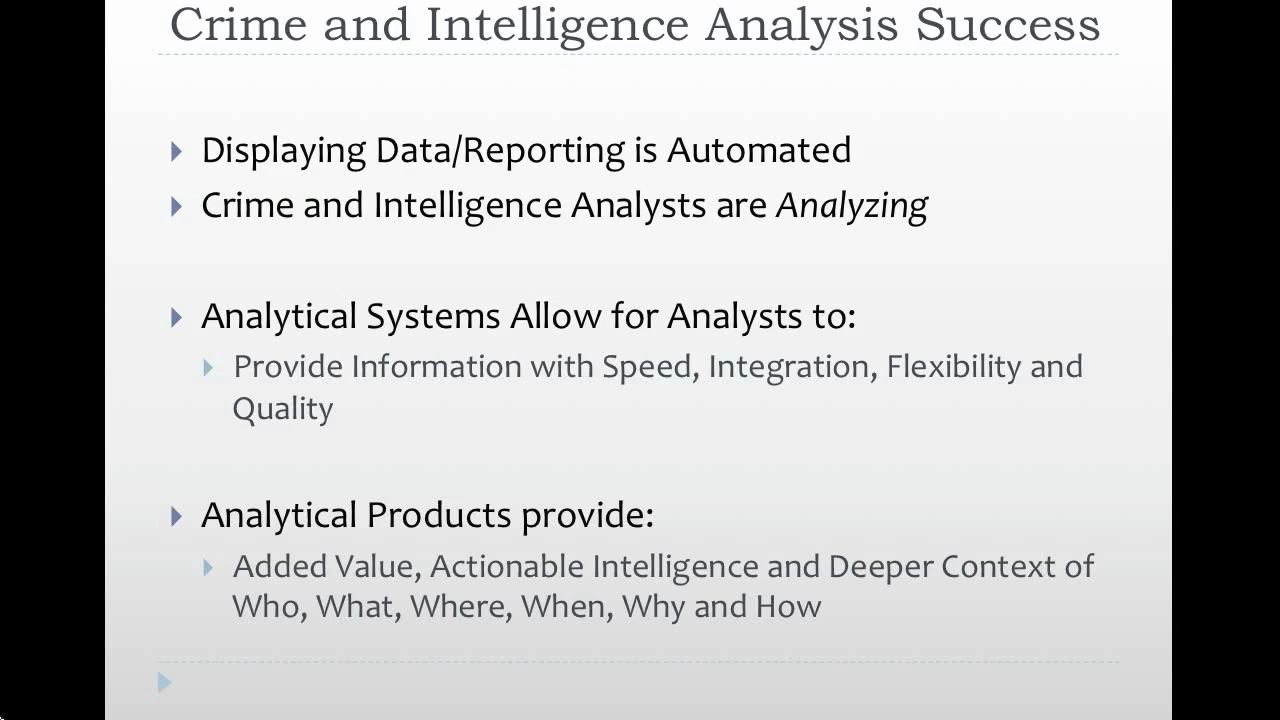 Crime and Intelligence Analysis Success
Displaying Data/Reporting is Automated
Crime and Intelligence Analysts are Analyzing
Analytical Systems Allow for Analysts to:
Provide Information with Speed, Integration, Flexibility and
Quality
Analytical Products provide:
Added Value, Actionable Intelligence and Deeper Context of
Who, What, Where, When, Why and How